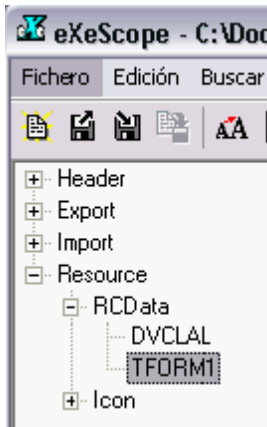 eXeScope - C:\Doc
Fichero Edición Buscar
Header
Export
Import
Resource
RCData
DVCLAL
TFORM1
Icon